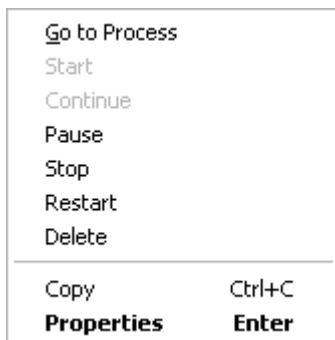 Go to Process
Start
Continue
Pause
Stop
Restart
Delete
Copy Ctrl+C
Properties Enter